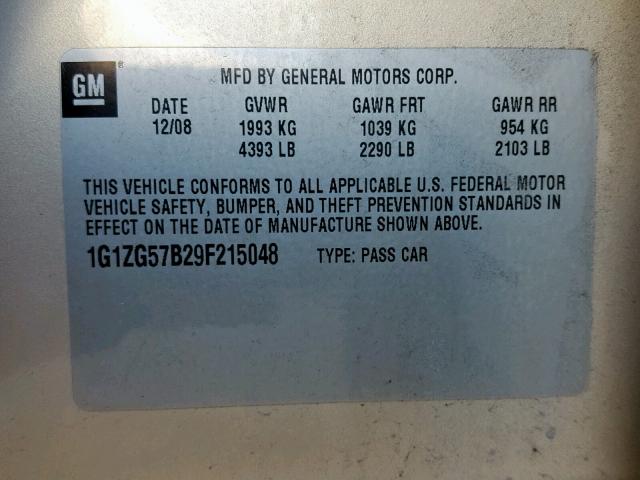 GM
MFD BY GENERAL MOTORS CORP.
DATE GVWR GAWR FRT GAWR RR
12/08 1993 KG 1039 KG 954 KG
4393 LB 2290 LB 2103 LB
THIS VEHICLE CONFORMS TO ALL APPLICABLE U.S. FEDERAL MOTOR
VEHICLE SAFETY, BUMPER, AND THEFT PREVENTION STANDARDS IN
EFFECT ON THE DATE OF MANUFACTURE SHOWN ABOVE.
1G1ZG57B29F215048 TYPE: PASS CAR